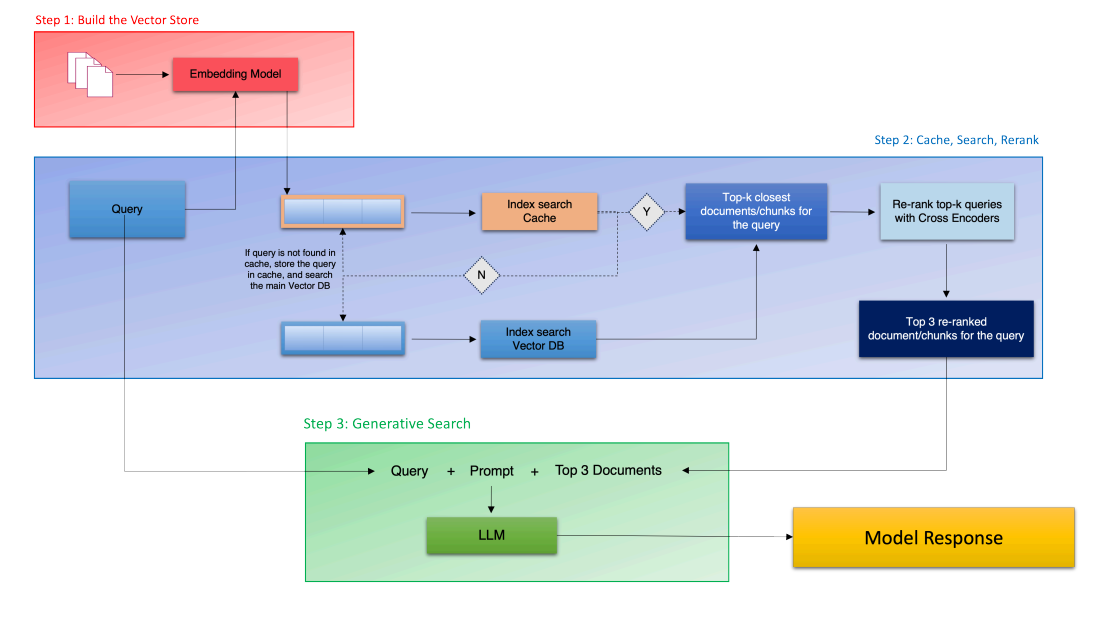 Step 1: Build the Vector Store
Embedding Model
Step 2: Cache, Search, Rerank
Query
Index search
Cache
Y
Top-k closest
documents/chunks for
the query
Re-rank top-k queries
with Cross Encoders
If query is not found in
cache, store the query
in cache, and search
the main Vector DB
N
Index search
Vector DB
Top 3 re-ranked
document/chunks for the query
Step 3: Generative Search
Query + Prompt + Top 3 Documents
LLM
Model Response